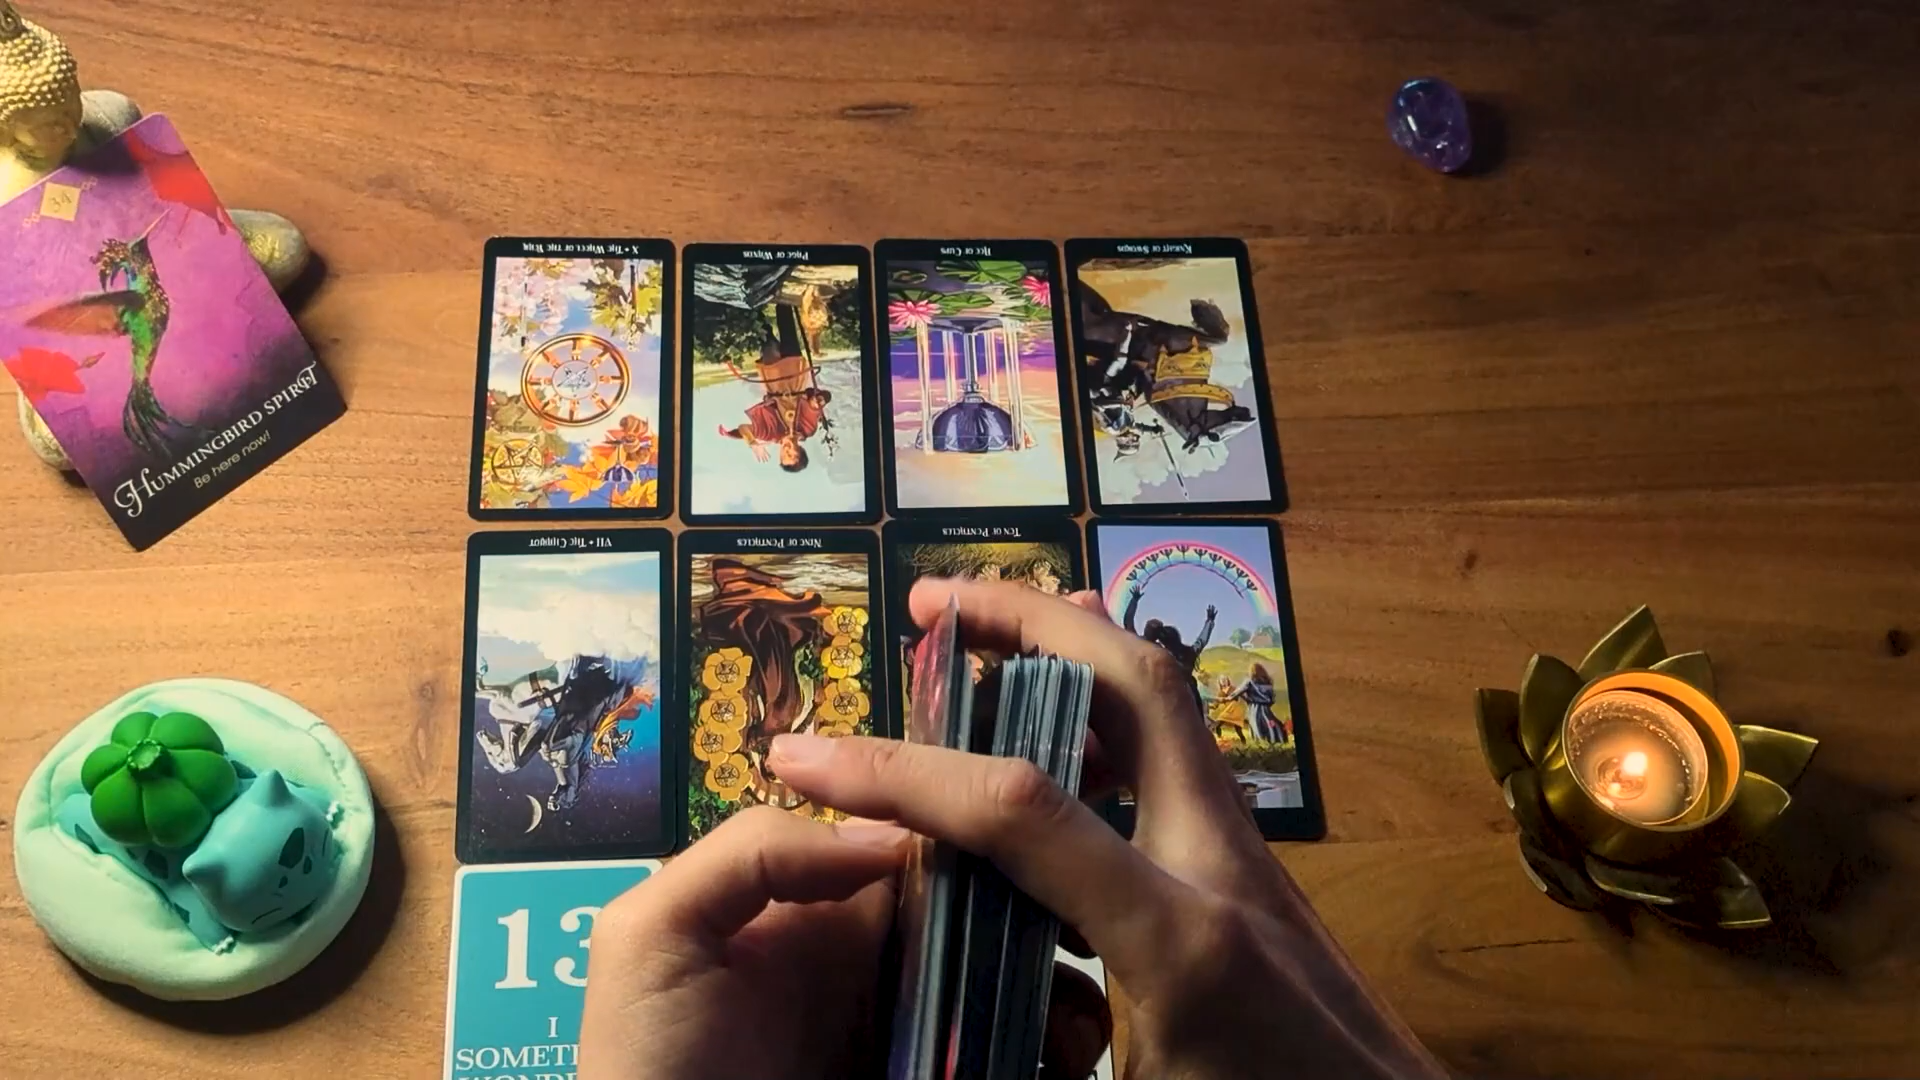 34
HUMMINGBIRD SPIRIT
Be here now!
X • THE WHEEL OF THE YEAR
PAGE OF WANDS
ACE OF CUPS
KNIGHT OF SWORDS
VII • THE CHARIOT
NINE OF PENTACLES
TEN OF PENTACLES
13
I